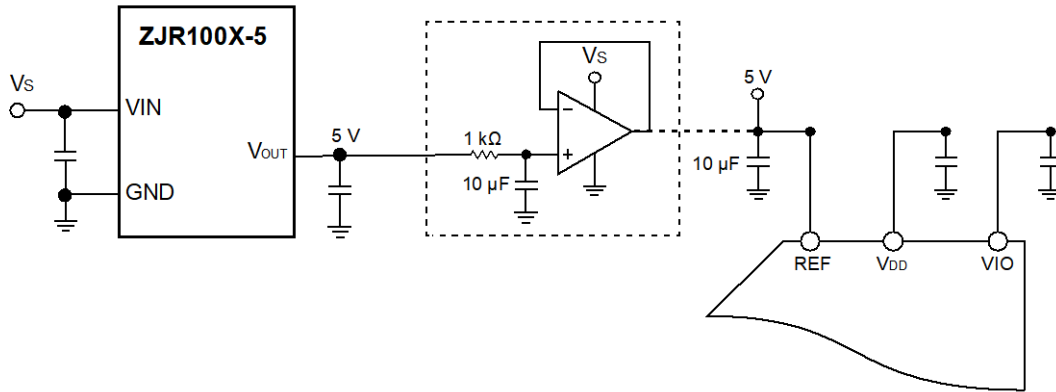 ZJR100X-5
Vs
VIN
GND
VOUT
5 V
1 kΩ
10 µF
Vs
−
+
5 V
10 µF
REF
VDD
VIO